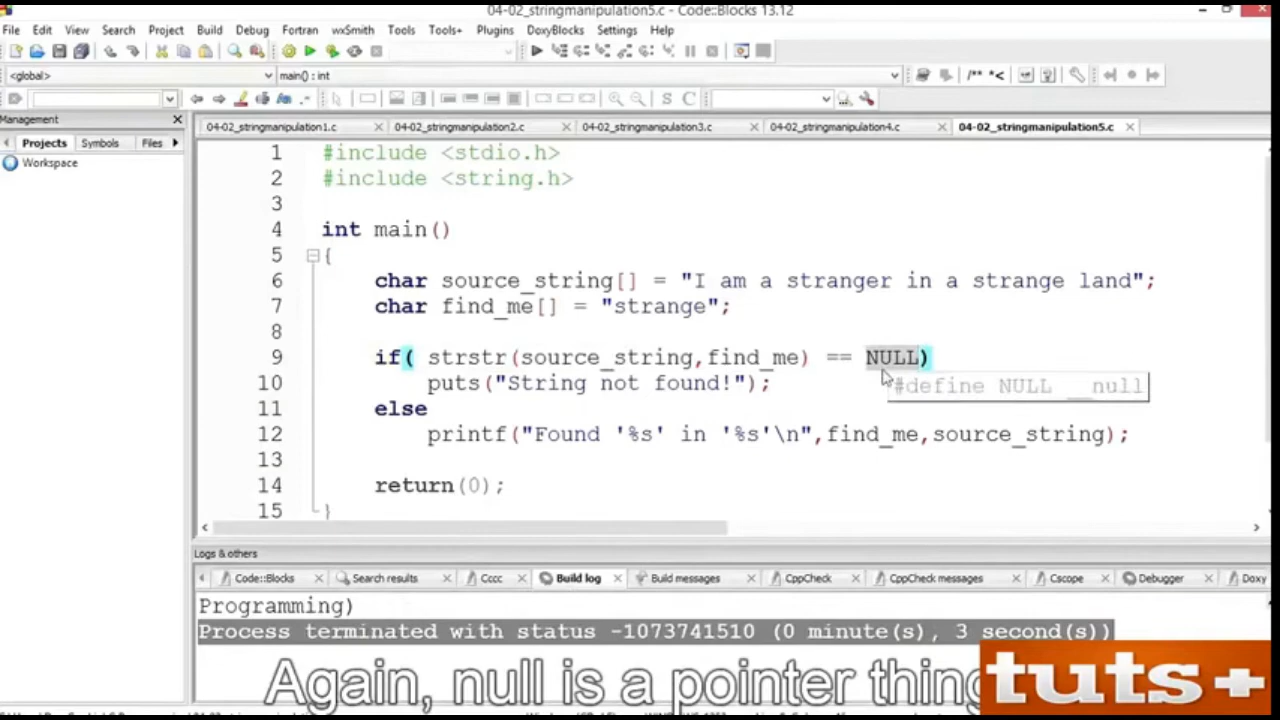 04-02_stringmanipulation5.c - Code::Blocks 13.12
File Edit View Search Project Build Debug Fortran wxSmith Tools Tools+ Plugins DoxyBlocks Settings Help
<global> main() : int
Management
Projects Symbols Files
Workspace
04-02_stringmanipulation1.c 04-02_stringmanipulation2.c 04-02_stringmanipulation3.c 04-02_stringmanipulation4.c 04-02_stringmanipulation5.c
1 #include <stdio.h>
2 #include <string.h>
3
4 int main()
5 {
6 char source_string[] = "I am a stranger in a strange land";
7 char find_me[] = "strange";
8
9 if( strstr(source_string,find_me) == NULL)
10 puts("String not found!");
#define NULL __null
11 else
12 printf("Found '%s' in '%s'\n",find_me,source_string);
13
14 return(0);
15 }
Logs & others
Code::Blocks Search results Cccc Build log Build messages CppCheck CppCheck messages Cscope Debugger Doxy
Programming)
Process terminated with status -1073741510 (0 minute(s), 3 second(s))
Again, null is a pointer thing
tuts+